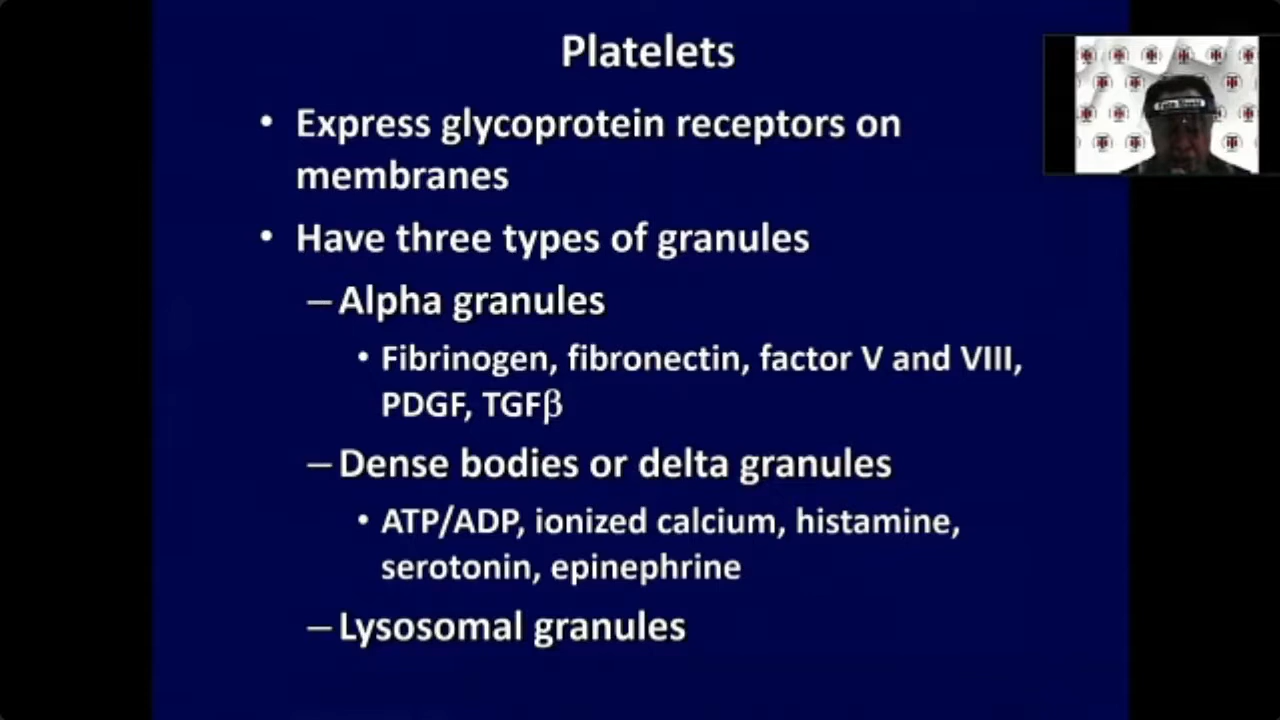 Platelets
• Express glycoprotein receptors on
membranes
• Have three types of granules
– Alpha granules
• Fibrinogen, fibronectin, factor V and VIII,
PDGF, TGFβ
– Dense bodies or delta granules
• ATP/ADP, ionized calcium, histamine,
serotonin, epinephrine
– Lysosomal granules